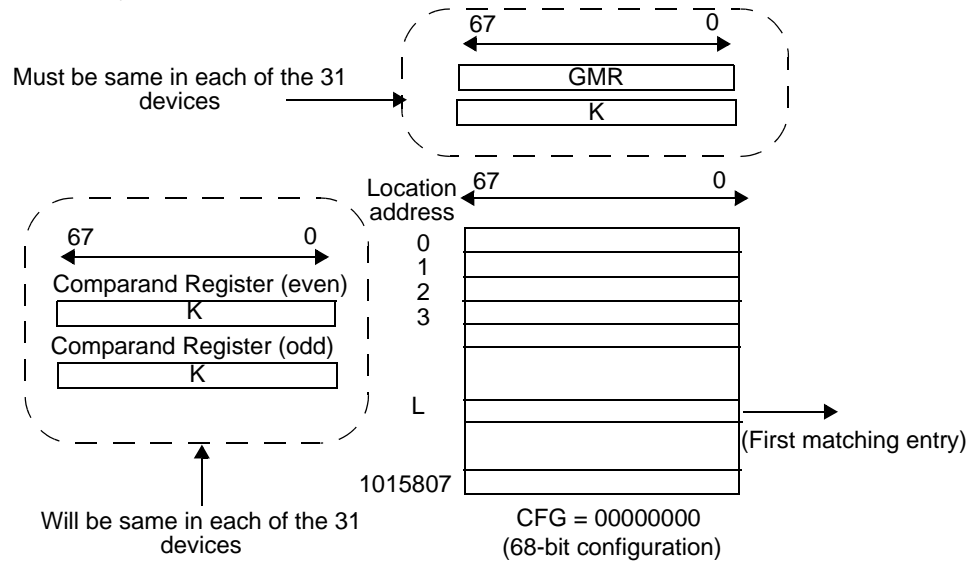 67 0
Must be same in each of the 31
devices
GMR
K
Location
address
67 0
0
1
2
3
L
1015807
(First matching entry)
CFG = 00000000
(68-bit configuration)
67 0
Comparand Register (even)
K
Comparand Register (odd)
K
Will be same in each of the 31
devices